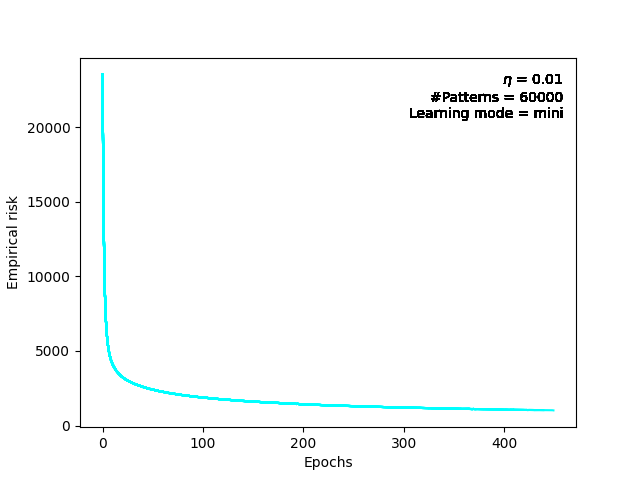 η = 0.01
#Patterns = 60000
Learning mode = mini
Empirical risk
20000
15000
10000
5000
0
0 100 200 300 400
Epochs